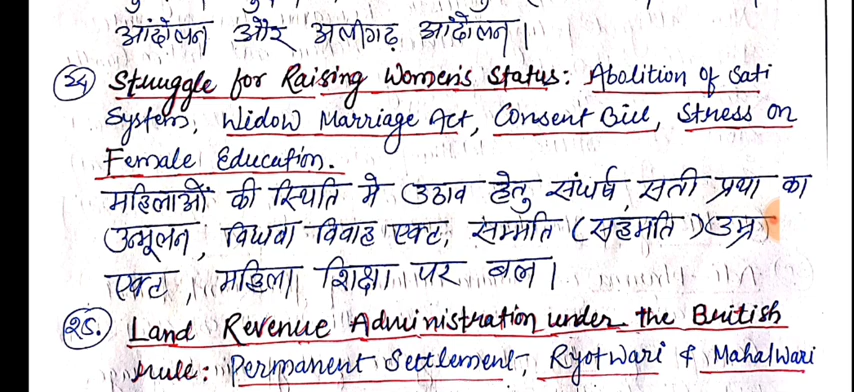 आंदोलन और अलीगढ़ आंदोलन।
24 Struggle for Raising Women's Status: Abolition of Sati
System, Widow Marriage Act, Consent Bill, Stress on
Female Education.
महिलाओं की स्थिति मे उठाव हेतु संघर्ष, सती प्रथा का
उन्मूलन, विधवा विवाह एक्ट, सम्मति (सहमति) उम्र
एक्ट, महिला शिक्षा पर बल।
25. Land Revenue Administration under the British
rule: Permanent Settlement, Ryotwari & Mahalwari